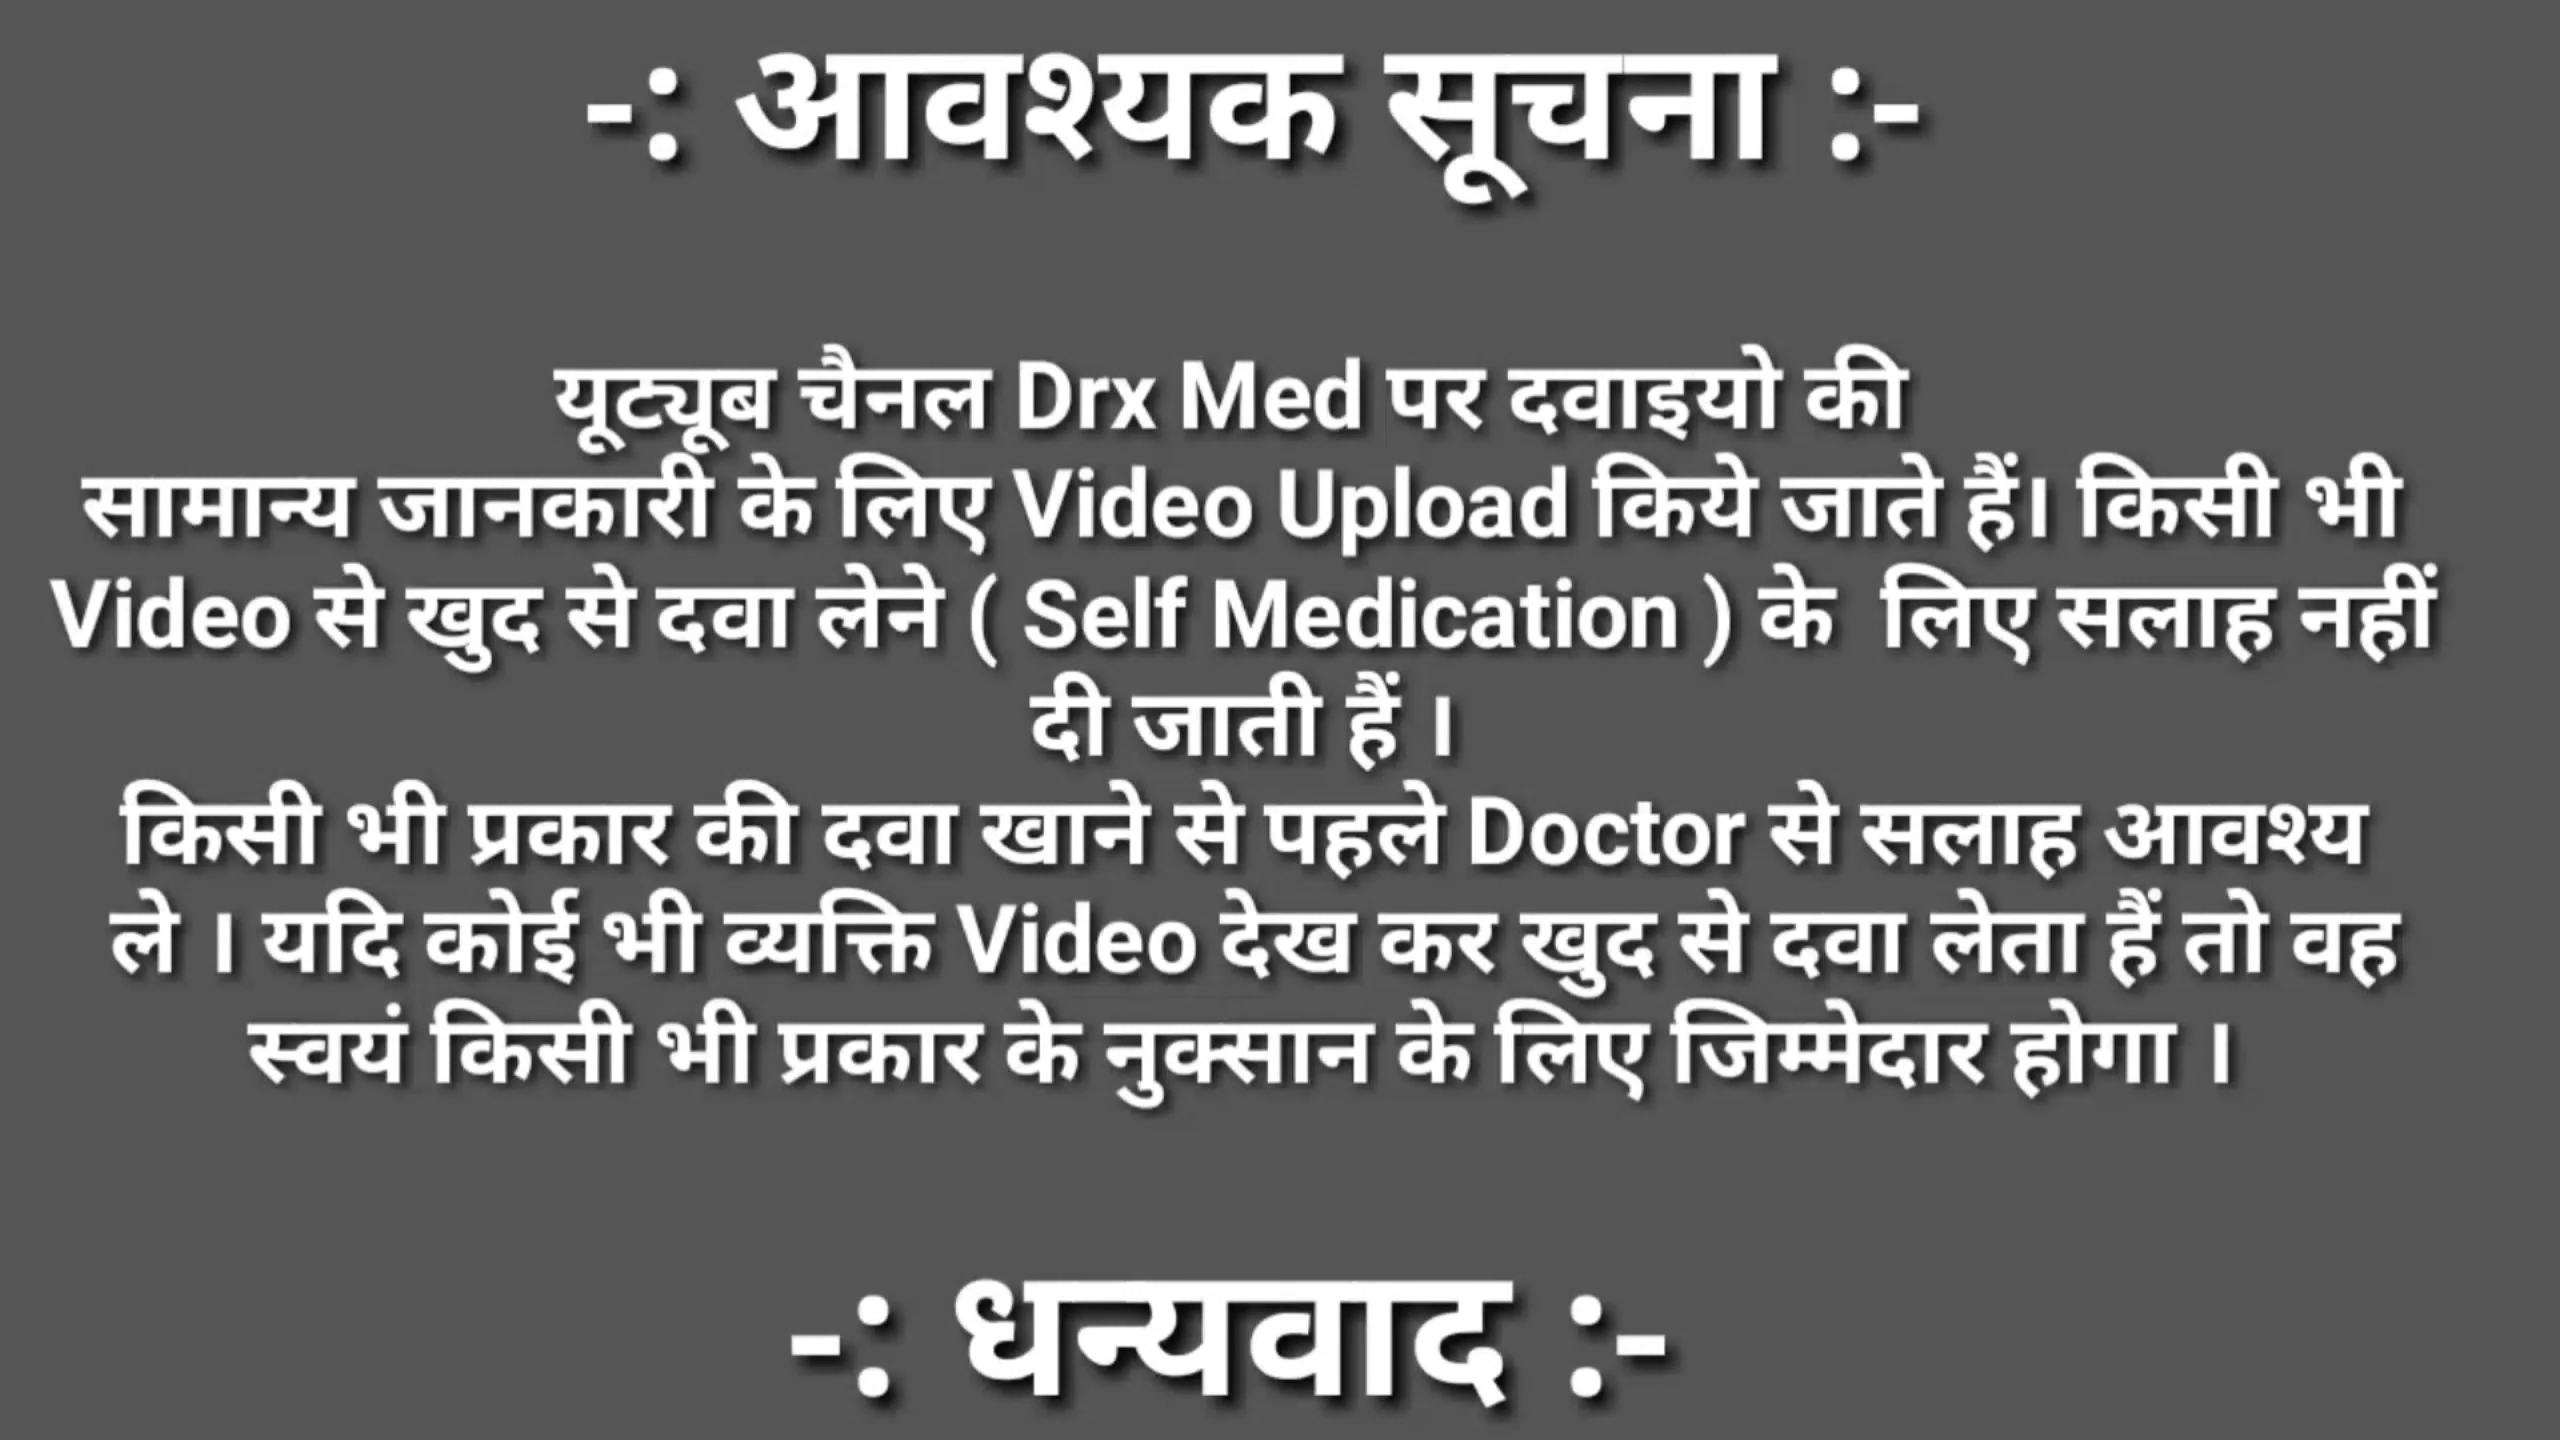 -: आवश्यक सूचना :-
यूट्यूब चैनल Drx Med पर दवाइयो की
सामान्य जानकारी के लिए Video Upload किये जाते हैं। किसी भी
Video से खुद से दवा लेने ( Self Medication ) के लिए सलाह नहीं
दी जाती हैं ।
किसी भी प्रकार की दवा खाने से पहले Doctor से सलाह आवश्य
ले । यदि कोई भी व्यक्ति Video देख कर खुद से दवा लेता हैं तो वह
स्वयं किसी भी प्रकार के नुक्सान के लिए जिम्मेदार होगा ।
-: धन्यवाद :-